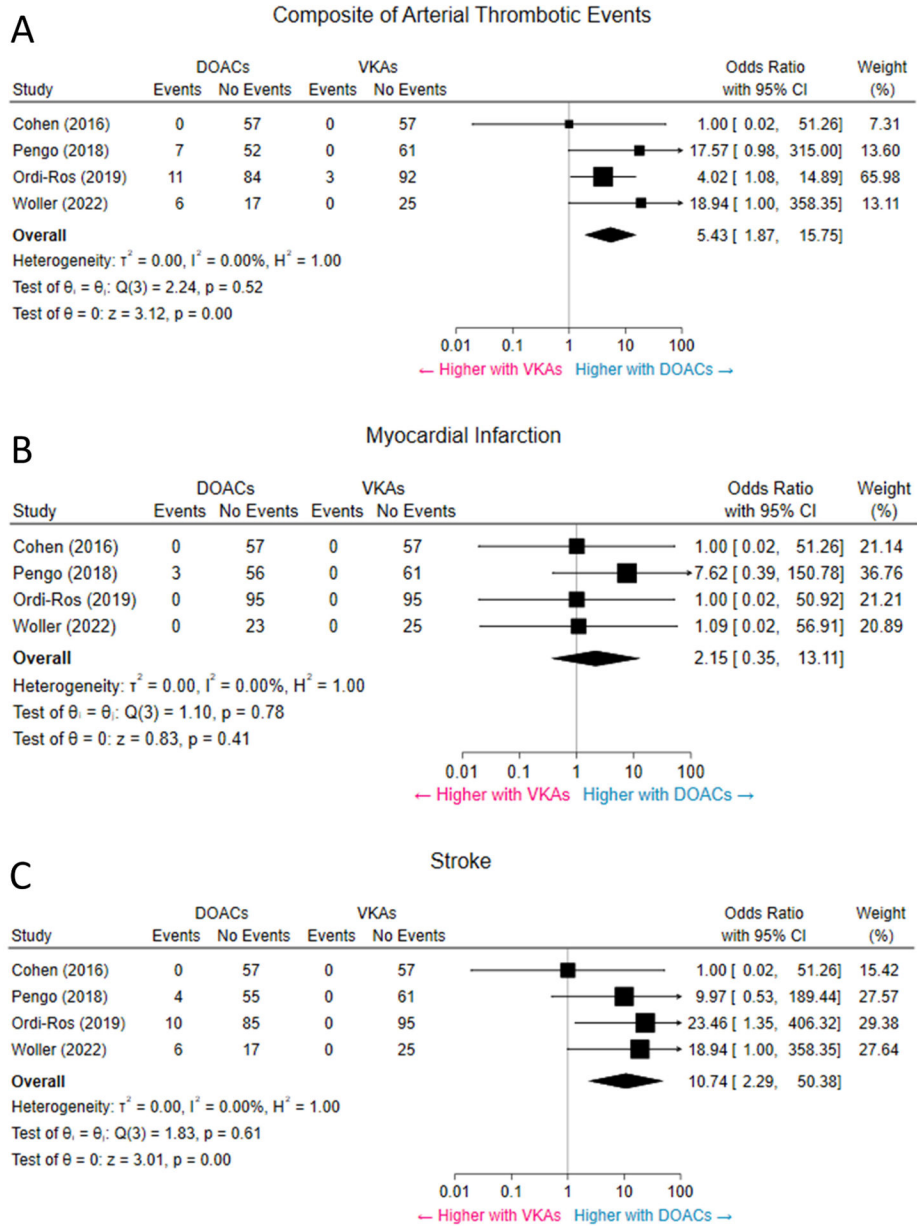 A
Composite of Arterial Thrombotic Events
DOACs VKAs Odds Ratio Weight
Study Events No Events Events No Events with 95% CI (%)
Cohen (2016) 0 57 0 57 1.00 [ 0.02, 51.26] 7.31
Pengo (2018) 7 52 0 61 17.57 [ 0.98, 315.00] 13.60
Ordi-Ros (2019) 11 84 3 92 4.02 [ 1.08, 14.89] 65.98
Woller (2022) 6 17 0 25 18.94 [ 1.00, 358.35] 13.11
Overall 5.43 [ 1.87, 15.75]
Heterogeneity: τ² = 0.00, I² = 0.00%, H² = 1.00
Test of θᵢ = θⱼ: Q(3) = 2.24, p = 0.52
Test of θ = 0: z = 3.12, p = 0.00
0.01 0.1 1 10 100
← Higher with VKAs Higher with DOACs →
B
Myocardial Infarction
DOACs VKAs Odds Ratio Weight
Study Events No Events Events No Events with 95% CI (%)
Cohen (2016) 0 57 0 57 1.00 [ 0.02, 51.26] 21.14
Pengo (2018) 3 56 0 61 7.62 [ 0.39, 150.78] 36.76
Ordi-Ros (2019) 0 95 0 95 1.00 [ 0.02, 50.92] 21.21
Woller (2022) 0 23 0 25 1.09 [ 0.02, 56.91] 20.89
Overall 2.15 [ 0.35, 13.11]
Heterogeneity: τ² = 0.00, I² = 0.00%, H² = 1.00
Test of θᵢ = θⱼ: Q(3) = 1.10, p = 0.78
Test of θ = 0: z = 0.83, p = 0.41
0.01 0.1 1 10 100
← Higher with VKAs Higher with DOACs →
C
Stroke
DOACs VKAs Odds Ratio Weight
Study Events No Events Events No Events with 95% CI (%)
Cohen (2016) 0 57 0 57 1.00 [ 0.02, 51.26] 15.42
Pengo (2018) 4 55 0 61 9.97 [ 0.53, 189.44] 27.57
Ordi-Ros (2019) 10 85 0 95 23.46 [ 1.35, 406.32] 29.38
Woller (2022) 6 17 0 25 18.94 [ 1.00, 358.35] 27.64
Overall 10.74 [ 2.29, 50.38]
Heterogeneity: τ² = 0.00, I² = 0.00%, H² = 1.00
Test of θᵢ = θⱼ: Q(3) = 1.83, p = 0.61
Test of θ = 0: z = 3.01, p = 0.00
0.01 0.1 1 10 100
← Higher with VKAs Higher with DOACs →